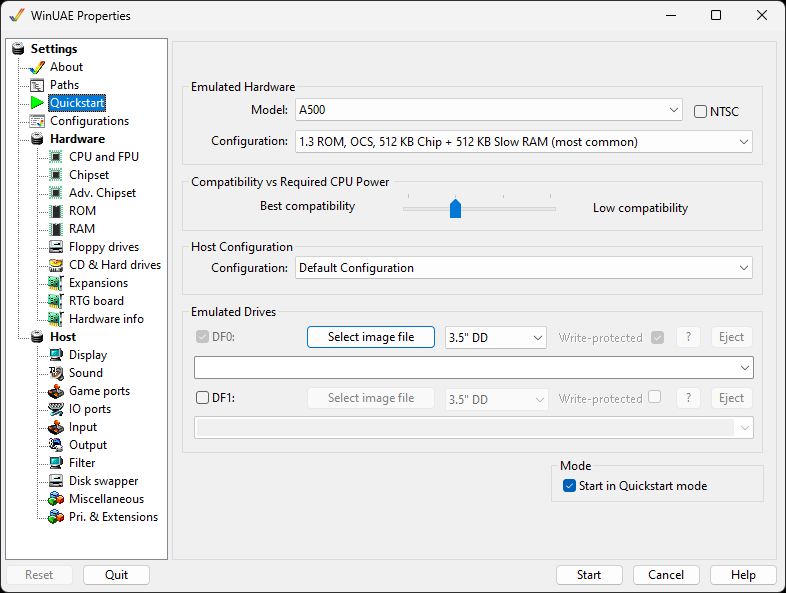 WinUAE Properties
Settings
About
Paths
Quickstart
Configurations
Hardware
CPU and FPU
Chipset
Adv. Chipset
ROM
RAM
Floppy drives
CD & Hard drives
Expansions
RTG board
Hardware info
Host
Display
Sound
Game ports
IO ports
Input
Output
Filter
Disk swapper
Miscellaneous
Pri. & Extensions
Emulated Hardware
Model: A500 NTSC
Configuration: 1.3 ROM, OCS, 512 KB Chip + 512 KB Slow RAM (most common)
Compatibility vs Required CPU Power
Best compatibility Low compatibility
Host Configuration
Configuration: Default Configuration
Emulated Drives
DF0: Select image file 3.5" DD Write-protected ? Eject
DF1: Select image file 3.5" DD Write-protected ? Eject
Mode
Start in Quickstart mode
Reset Quit Start Cancel Help